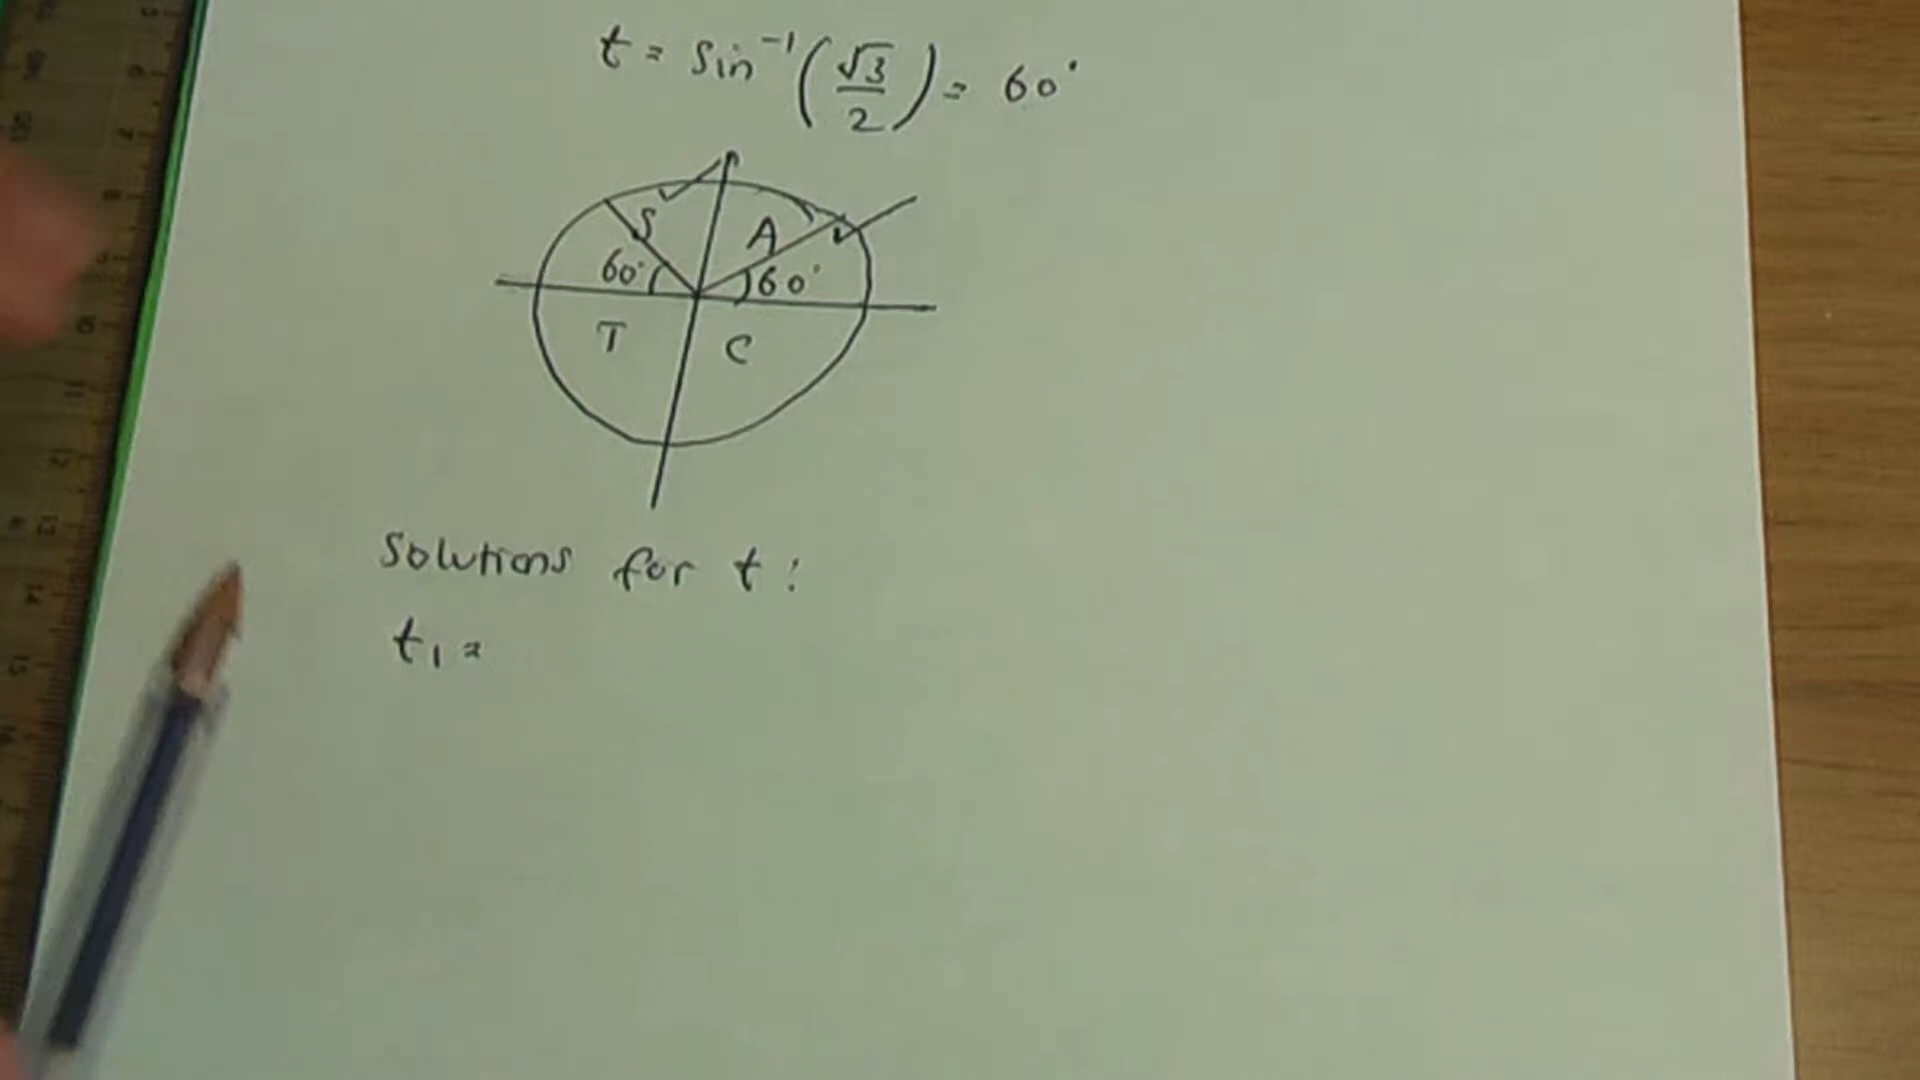 t = sin⁻¹(√3/2) = 60°
S A
60° 60°
T C
Solutions for t:
t₁ =